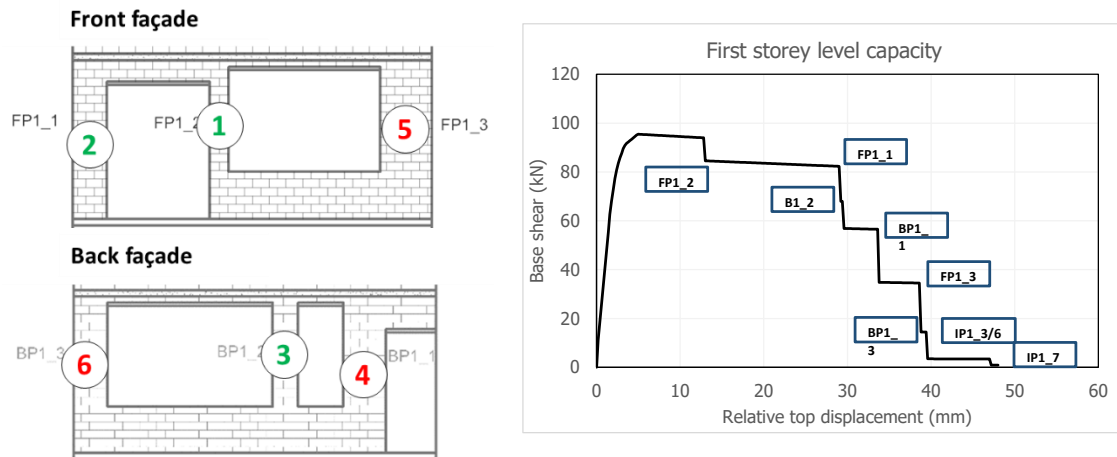 Front façade
FP1_1
2
FP1_2
1
5
FP1_3
Back façade
BP1_3
6
BP1_2
3
4
BP1_1
First storey level capacity
Base shear (kN)
120
100
80
60
40
20
0
FP1_2
FP1_1
B1_2
BP1_
1
FP1_3
BP1_
3
IP1_3/6
IP1_7
0 10 20 30 40 50 60
Relative top displacement (mm)